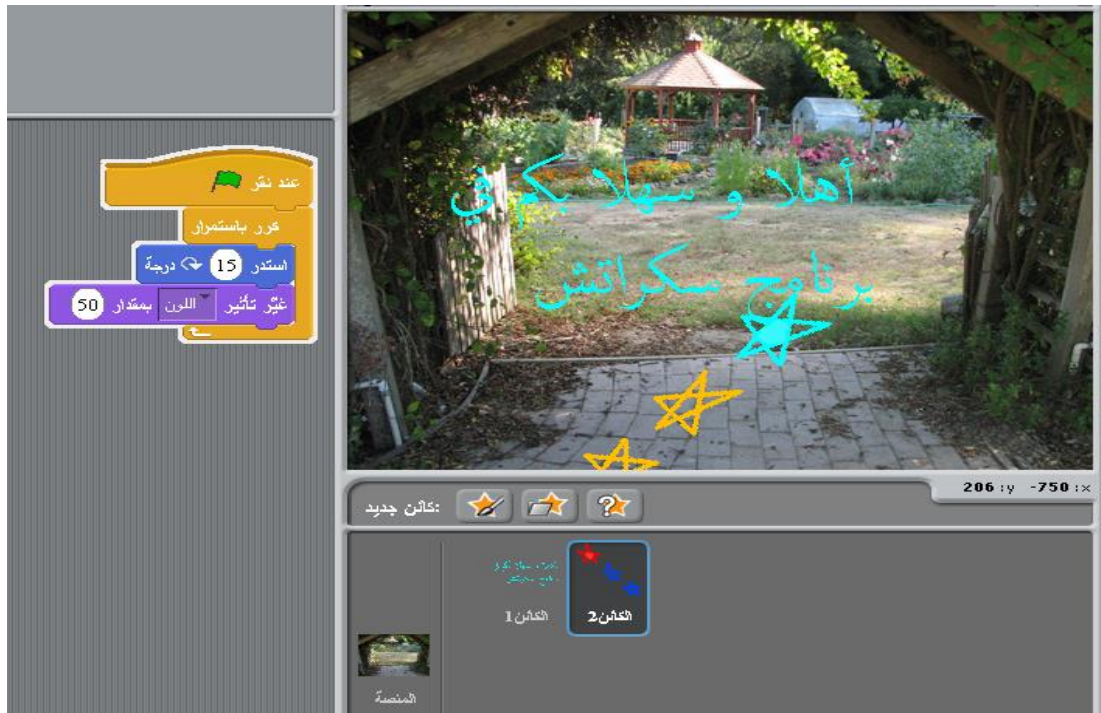 عند نقر
كرر باستمرار
استدر 15 درجة
غيّر تأثير اللون بمقدار 50
أهلا و سهلا بكم في
برنامج سكراتش
x: -750 y: 206
كائن جديد:
الكائن1
الكائن2
المنصة